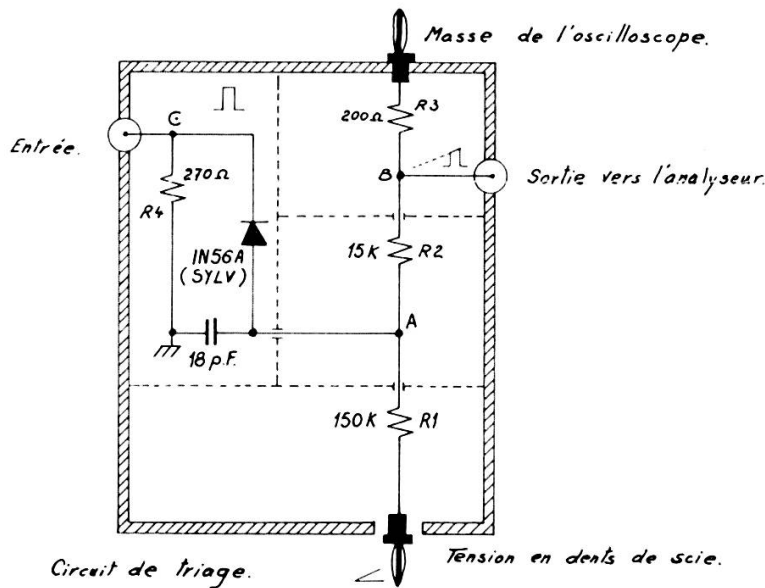 Masse de l'oscilloscope.
R3
200Ω
C
Entrée.
B
Sortie vers l'analyseur.
270Ω
R4
15K
R2
1N56A
(SYLV)
A
18 p.F.
150K
R1
Circuit de triage.
Tension en dents de scie.